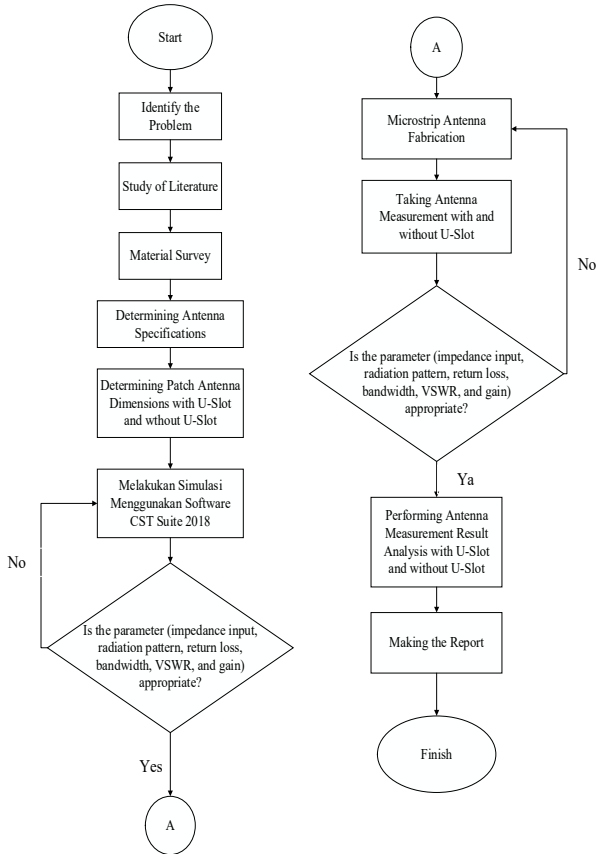 Start
Identify the
Problem
Study of Literature
Material Survey
Determining Antenna
Specifications
Determining Patch Antenna
Dimensions with U-Slot
and wthout U-Slot
Melakukan Simulasi
Menggunakan Software
CST Suite 2018
No
Is the parameter (impedance input,
radiation pattern, return loss,
bandwidth, VSWR, and gain)
appropriate?
Yes
A
A
Microstrip Antenna
Fabrication
Taking Antenna
Measurement with and
without U-Slot
No
Is the parameter (impedance input,
radiation pattern, return loss,
bandwidth, VSWR, and gain)
appropriate?
Ya
Performing Antenna
Measurement Result
Analysis with U-Slot
and without U-Slot
Making the Report
Finish